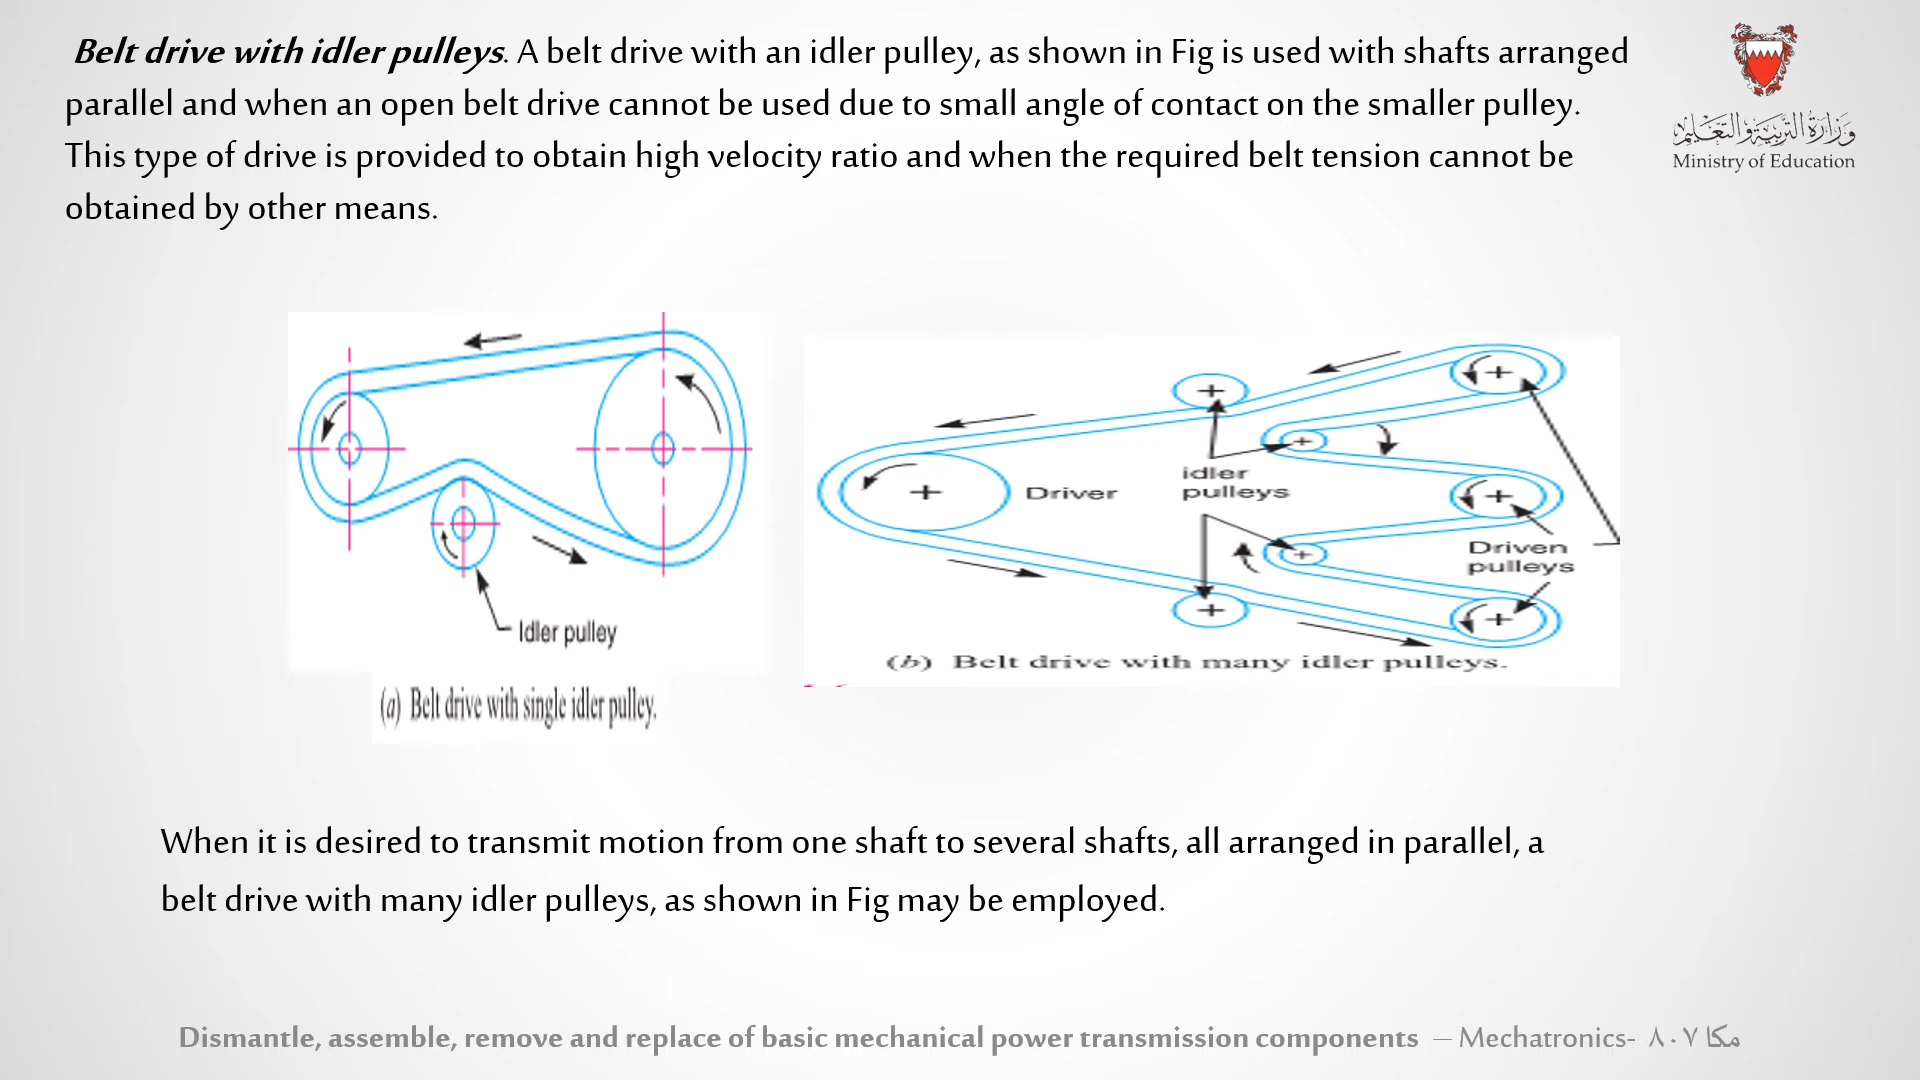 Belt drive with idler pulleys. A belt drive with an idler pulley, as shown in Fig is used with shafts arranged
parallel and when an open belt drive cannot be used due to small angle of contact on the smaller pulley.
This type of drive is provided to obtain high velocity ratio and when the required belt tension cannot be
obtained by other means.
وزارة التربية والتعليم
Ministry of Education
Idler pulley
(a) Belt drive with single idler pulley.
Driver
idler
pulleys
Driven
pulleys
(b) Belt drive with many idler pulleys.
When it is desired to transmit motion from one shaft to several shafts, all arranged in parallel, a
belt drive with many idler pulleys, as shown in Fig may be employed.
Dismantle, assemble, remove and replace of basic mechanical power transmission components – Mechatronics- مكا ٨٠٧